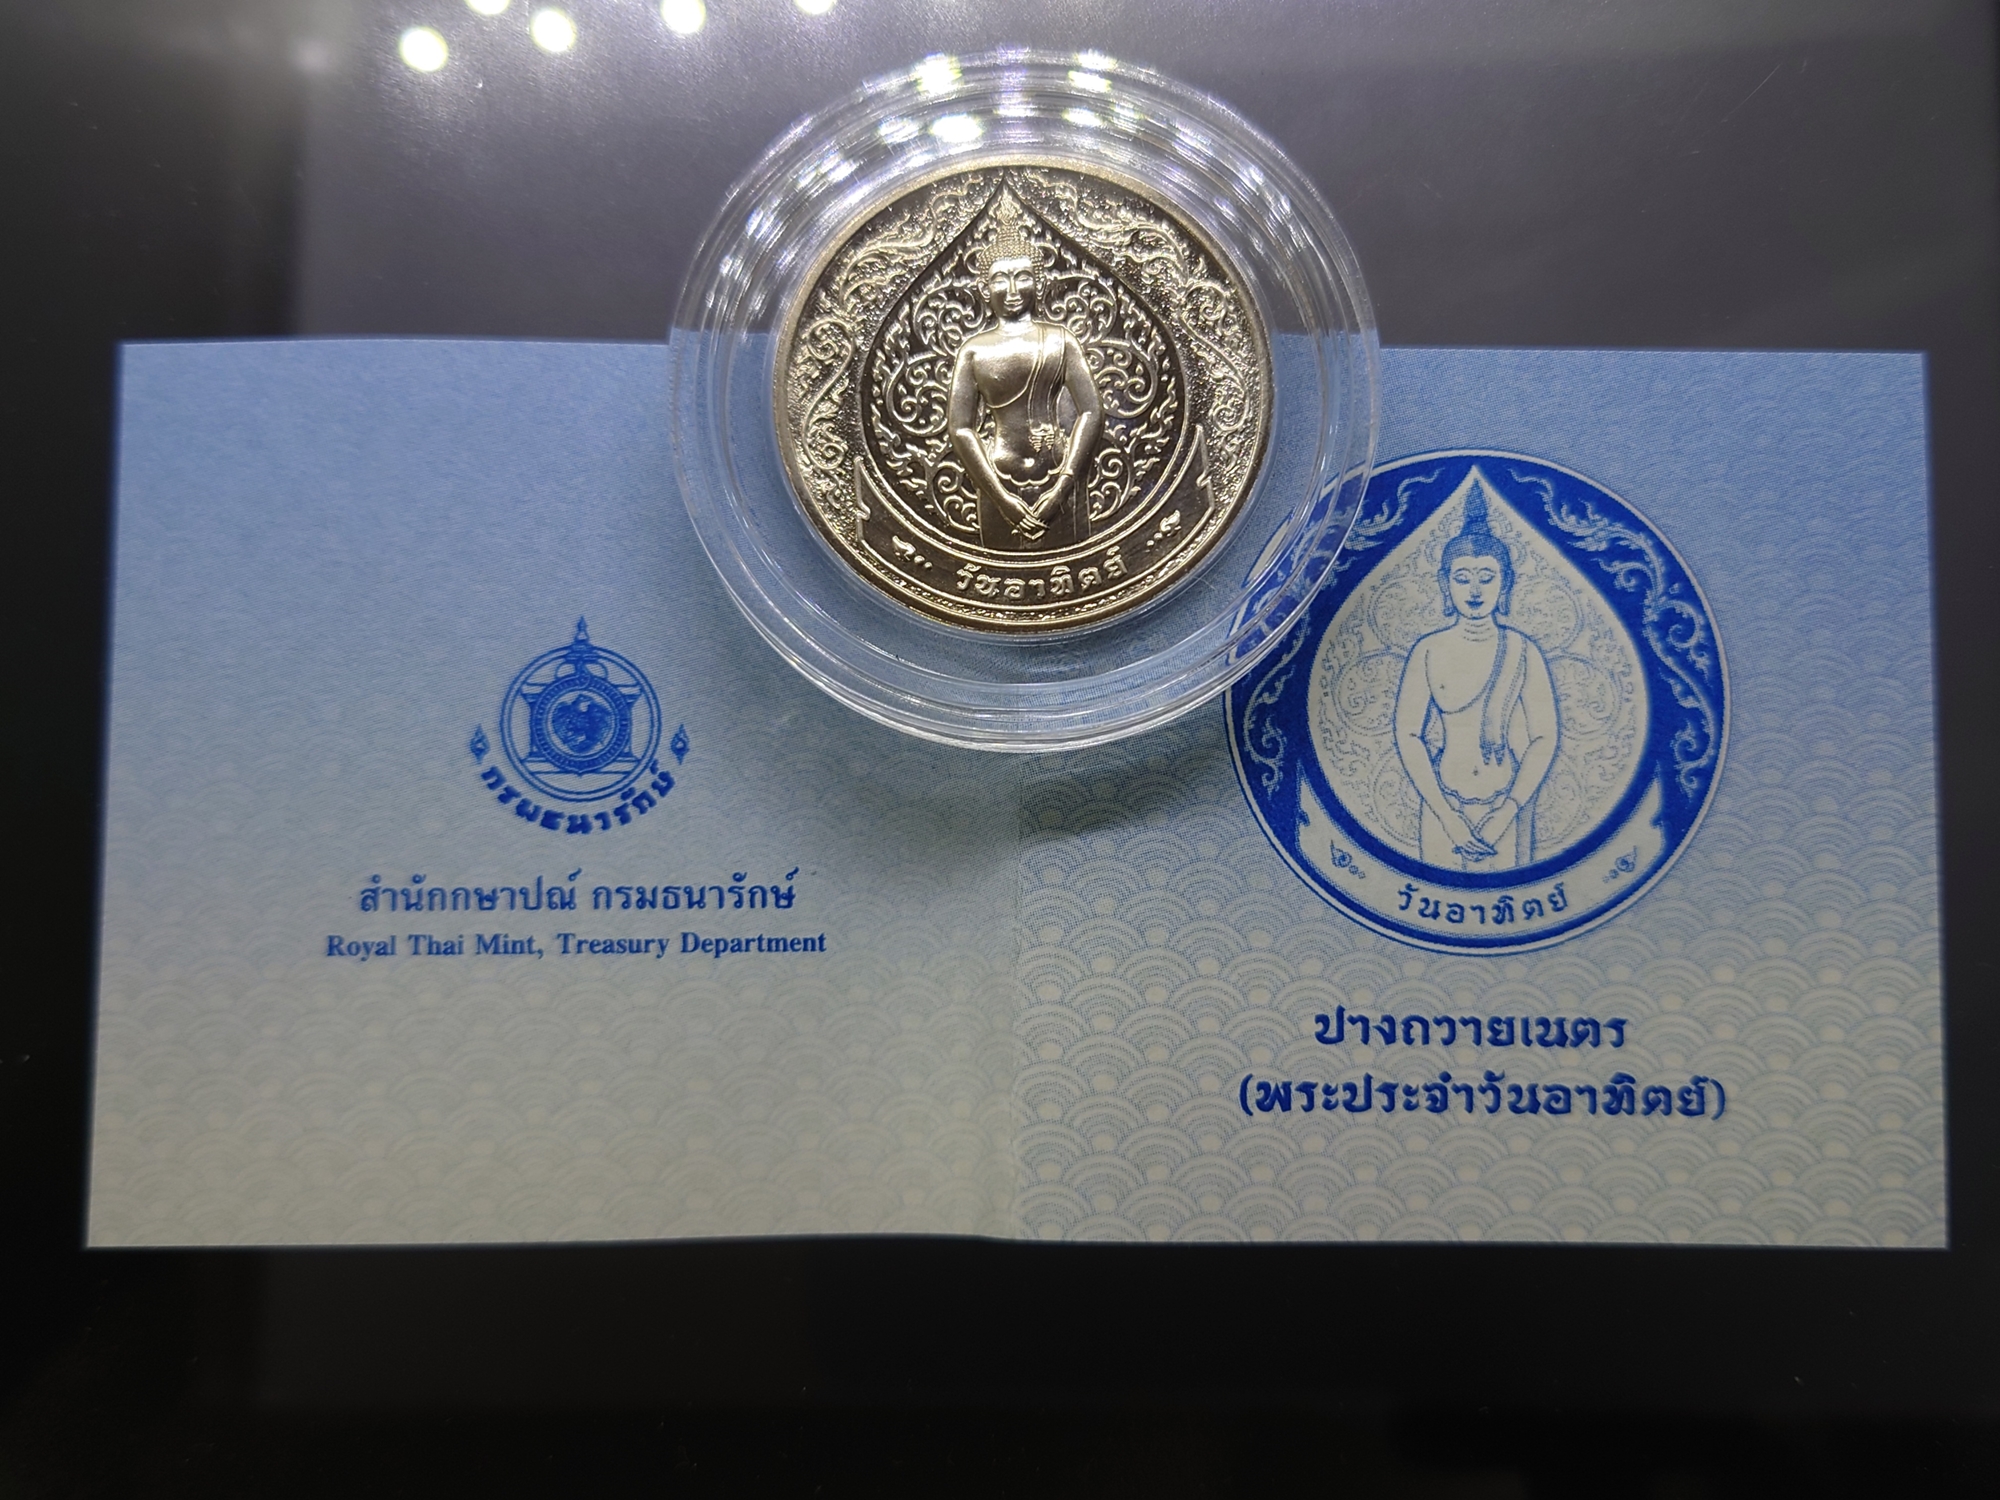 วันอาทิตย์
กรมธนารักษ์
สำนักกษาปณ์ กรมธนารักษ์
Royal Thai Mint, Treasury Department
วันอาทิตย์
ปางถวายเนตร
(พระประจำวันอาทิตย์)